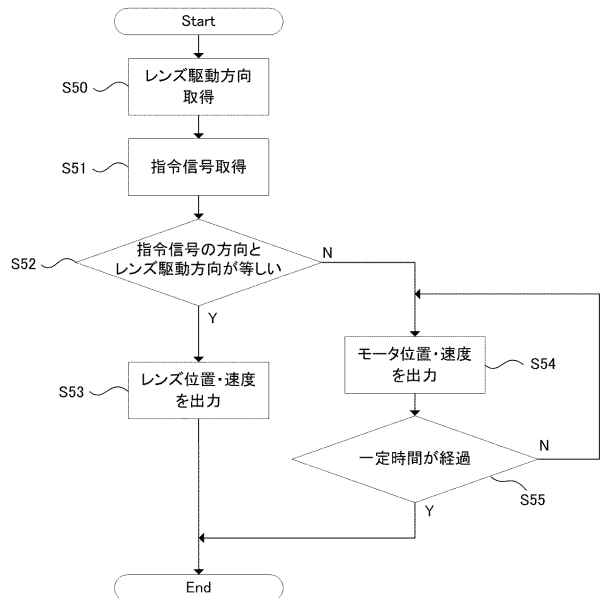 Start
S50
レンズ駆動方向
取得
S51
指令信号取得
S52
指令信号の方向と
レンズ駆動方向が等しい
N
Y
S53
レンズ位置・速度
を出力
モータ位置・速度
を出力
S54
一定時間が経過
N
S55
Y
End